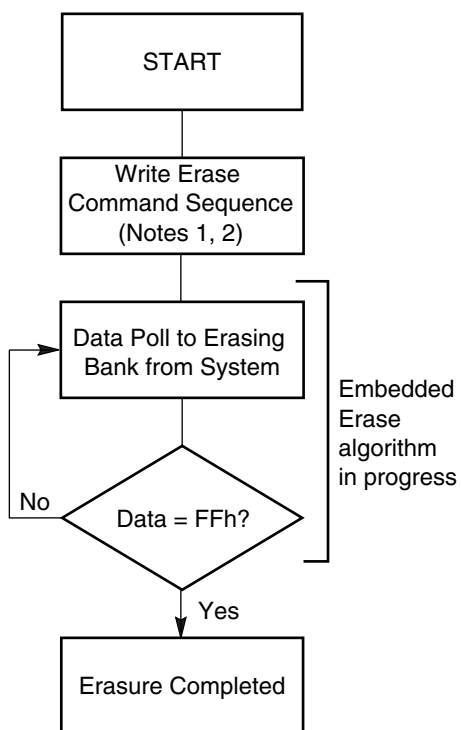 START
Write Erase
Command Sequence
(Notes 1, 2)
Data Poll to Erasing
Bank from System
Embedded
Erase
algorithm
in progress
No
Data = FFh?
Yes
Erasure Completed